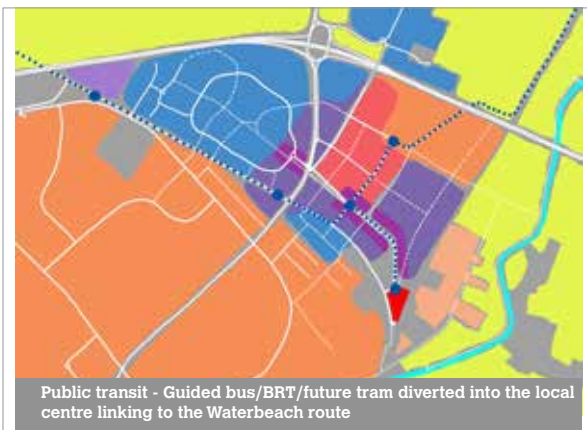 Public transit - Guided bus/BRT/future tram diverted into the local
centre linking to the Waterbeach route